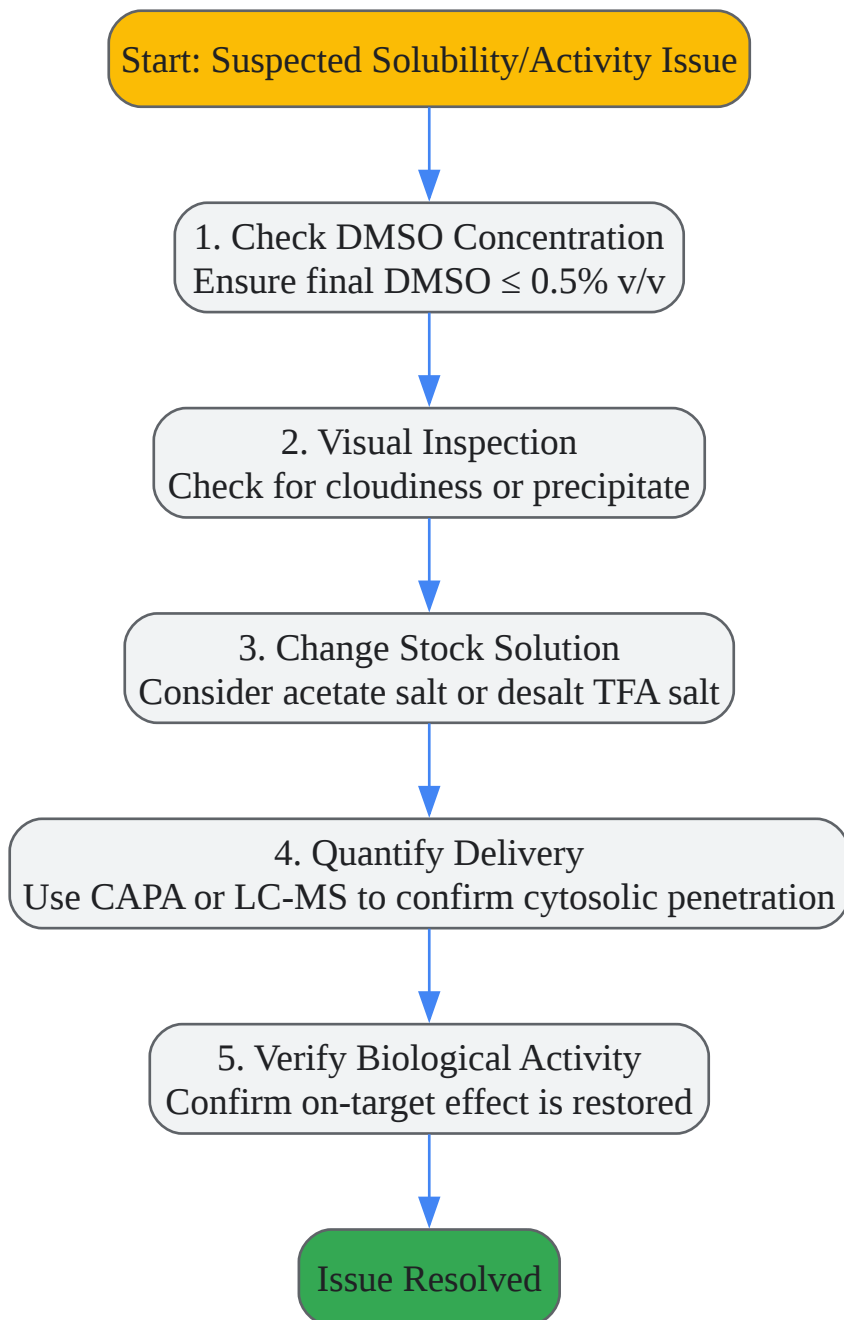 Start: Suspected Solubility/Activity Issue
1. Check DMSO Concentration
Ensure final DMSO ≤ 0.5% v/v
2. Visual Inspection
Check for cloudiness or precipitate
3. Change Stock Solution
Consider acetate salt or desalt TFA salt
4. Quantify Delivery
Use CAPA or LC-MS to confirm cytosolic penetration
5. Verify Biological Activity
Confirm on-target effect is restored
Issue Resolved